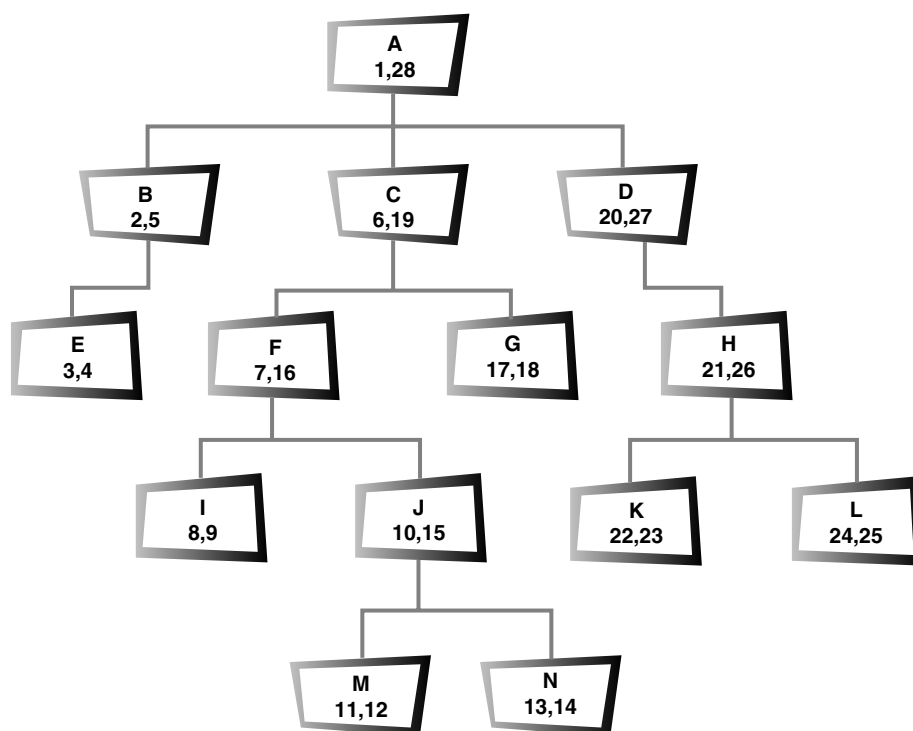 A
1,28
B
2,5
C
6,19
D
20,27
E
3,4
F
7,16
G
17,18
H
21,26
I
8,9
J
10,15
K
22,23
L
24,25
M
11,12
N
13,14